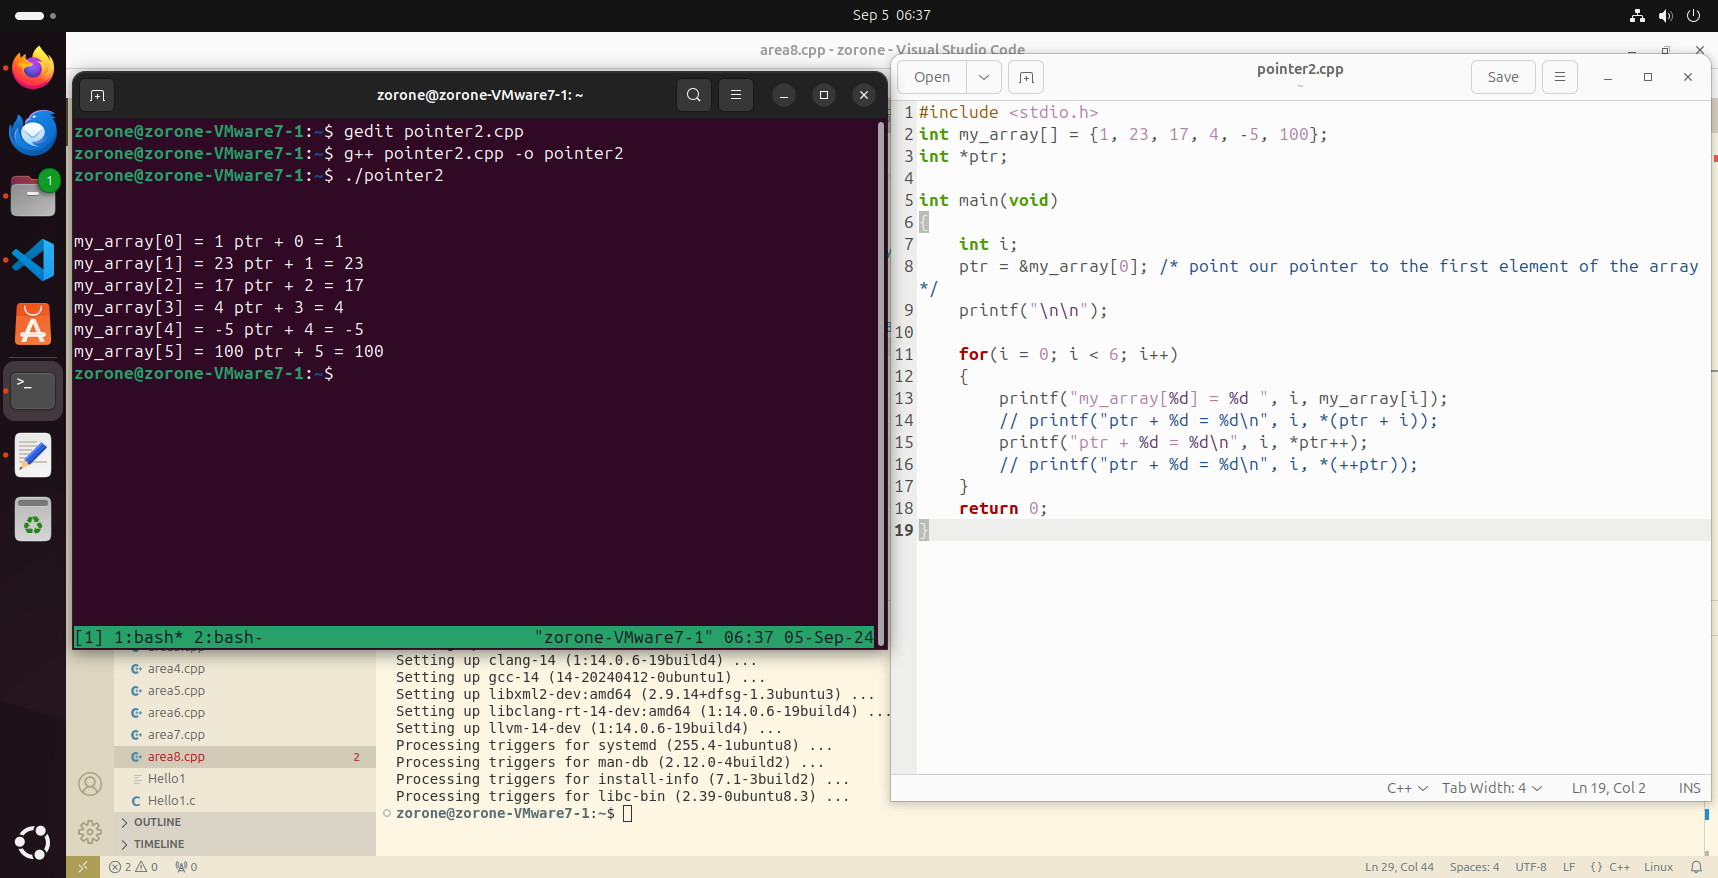 Sep 5 06:37
area8.cpp - zorone - Visual Studio Code
zorone@zorone-VMware7-1: ~
zorone@zorone-VMware7-1:~$ gedit pointer2.cpp
zorone@zorone-VMware7-1:~$ g++ pointer2.cpp -o pointer2
zorone@zorone-VMware7-1:~$ ./pointer2
my_array[0] = 1 ptr + 0 = 1
my_array[1] = 23 ptr + 1 = 23
my_array[2] = 17 ptr + 2 = 17
my_array[3] = 4 ptr + 3 = 4
my_array[4] = -5 ptr + 4 = -5
my_array[5] = 100 ptr + 5 = 100
zorone@zorone-VMware7-1:~$
[1] 1:bash* 2:bash- "zorone-VMware7-1" 06:37 05-Sep-24
Open
pointer2.cpp
~
Save
1 #include <stdio.h>
2 int my_array[] = {1, 23, 17, 4, -5, 100};
3 int *ptr;
4
5 int main(void)
6 {
7     int i;
8     ptr = &my_array[0]; /* point our pointer to the first element of the array
*/
9     printf("\n\n");
10
11     for(i = 0; i < 6; i++)
12     {
13         printf("my_array[%d] = %d ", i, my_array[i]);
14         // printf("ptr + %d = %d\n", i, *(ptr + i));
15         printf("ptr + %d = %d\n", i, *ptr++);
16         // printf("ptr + %d = %d\n", i, *(++ptr));
17     }
18     return 0;
19 }
C++ Tab Width: 4 Ln 19, Col 2 INS
1
>_
area4.cpp
area5.cpp
area6.cpp
area7.cpp
area8.cpp 2
Hello1
C Hello1.c
OUTLINE
TIMELINE
Setting up clang-14 (1:14.0.6-19build4) ...
Setting up gcc-14 (14-20240412-0ubuntu1) ...
Setting up libxml2-dev:amd64 (2.9.14+dfsg-1.3ubuntu3) ...
Setting up libclang-rt-14-dev:amd64 (1:14.0.6-19build4) ...
Setting up llvm-14-dev (1:14.0.6-19build4) ...
Processing triggers for systemd (255.4-1ubuntu8) ...
Processing triggers for man-db (2.12.0-4build2) ...
Processing triggers for install-info (7.1-3build2) ...
Processing triggers for libc-bin (2.39-0ubuntu8.3) ...
zorone@zorone-VMware7-1:~$
2 0 0 Ln 29, Col 44 Spaces: 4 UTF-8 LF {} C++ Linux